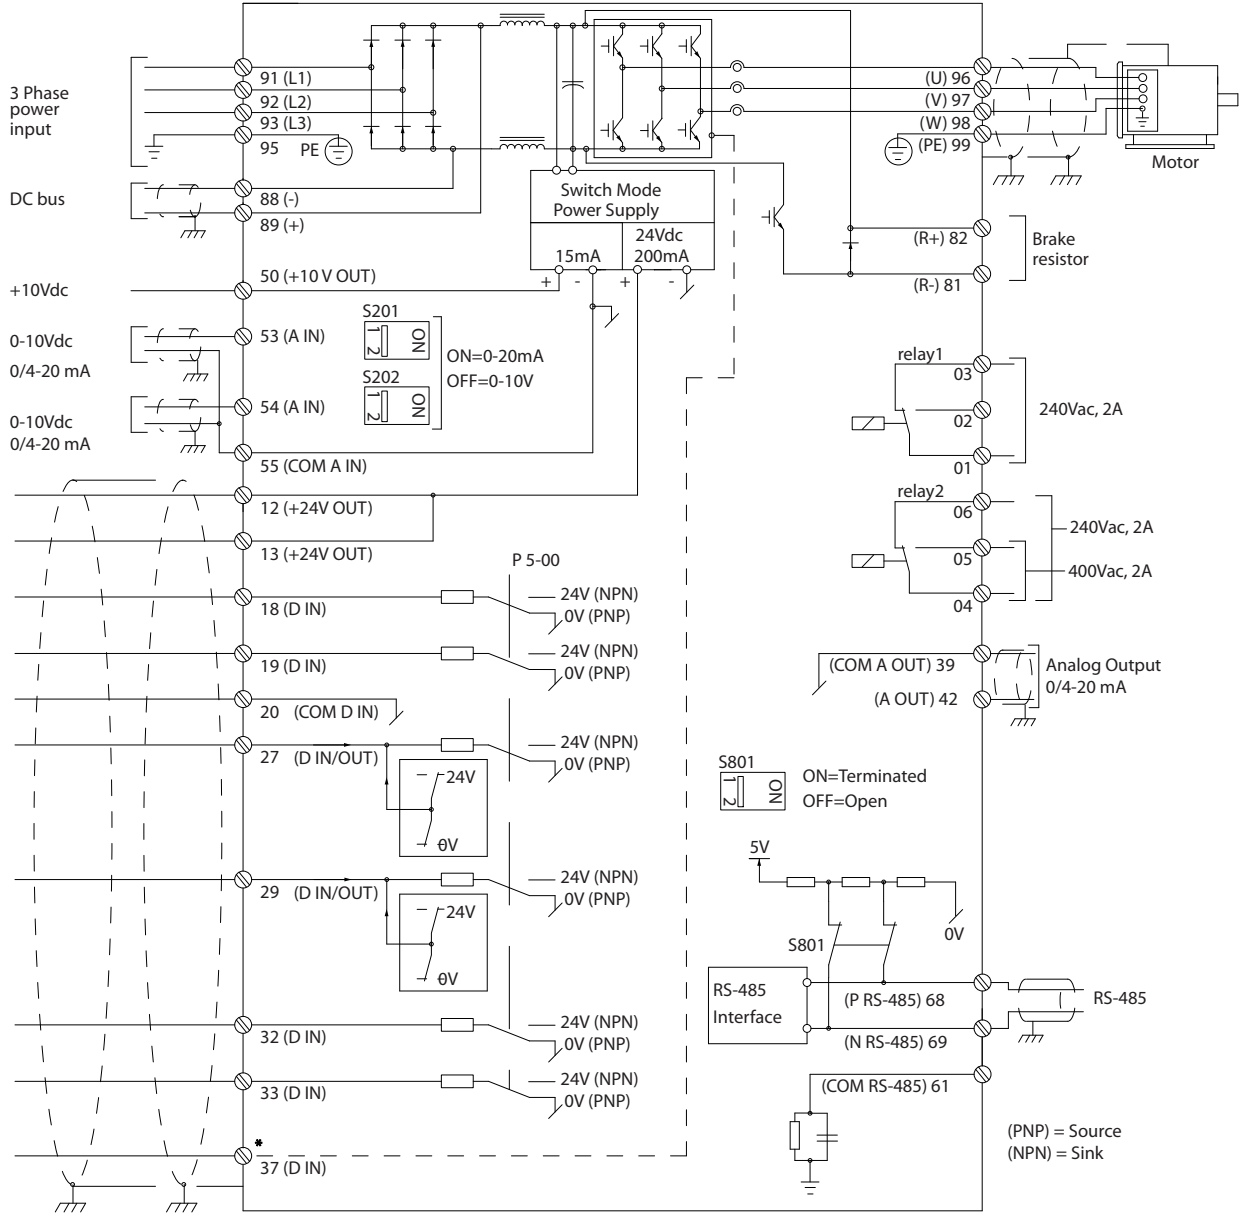 3 Phase
power
input
91 (L1)
92 (L2)
93 (L3)
95
PE
DC bus
88 (-)
89 (+)
+10Vdc
50 (+10 V OUT)
0-10Vdc
0/4-20 mA
53 (A IN)
0-10Vdc
0/4-20 mA
54 (A IN)
55 (COM A IN)
12 (+24V OUT)
13 (+24V OUT)
18 (D IN)
19 (D IN)
20 (COM D IN)
27 (D IN/OUT)
29 (D IN/OUT)
32 (D IN)
33 (D IN)
*
37 (D IN)
S201
1 2
ON
S202
1 2
ON
ON=0-20mA
OFF=0-10V
Switch Mode
Power Supply
15mA
24Vdc
200mA
+ - + -
P 5-00
24V (NPN)
0V (PNP)
24V (NPN)
0V (PNP)
24V (NPN)
0V (PNP)
24V
0V
24V (NPN)
0V (PNP)
24V
0V
24V (NPN)
0V (PNP)
24V (NPN)
0V (PNP)
(U) 96
(V) 97
(W) 98
(PE) 99
Motor
(R+) 82
(R-) 81
Brake
resistor
relay1
03
02
01
240Vac, 2A
relay2
06
05
04
240Vac, 2A
400Vac, 2A
(COM A OUT) 39
(A OUT) 42
Analog Output
0/4-20 mA
S801
1 2
ON
ON=Terminated
OFF=Open
5V
S801
0V
RS-485
Interface
(P RS-485) 68
(N RS-485) 69
RS-485
(COM RS-485) 61
(PNP) = Source
(NPN) = Sink